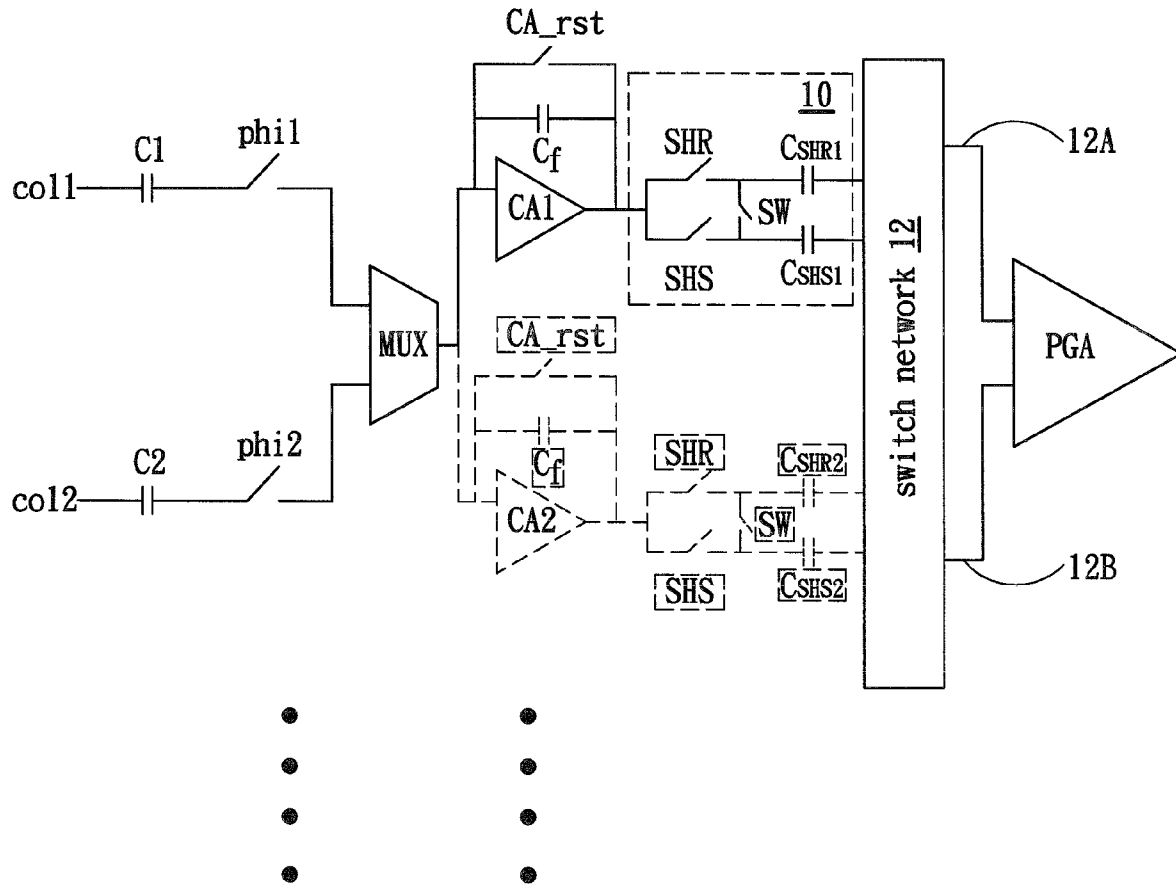 CA_rst
10
phi1
C1
SHR
CSHR1
12A
Cf
col1
CA1
SW
CSHS1
SHS
switch network 12
MUX
CA_rst
PGA
phi2
C2
SHR
CSHR2
Cf
col2
CA2
SW
12B
SHS
CSHS2